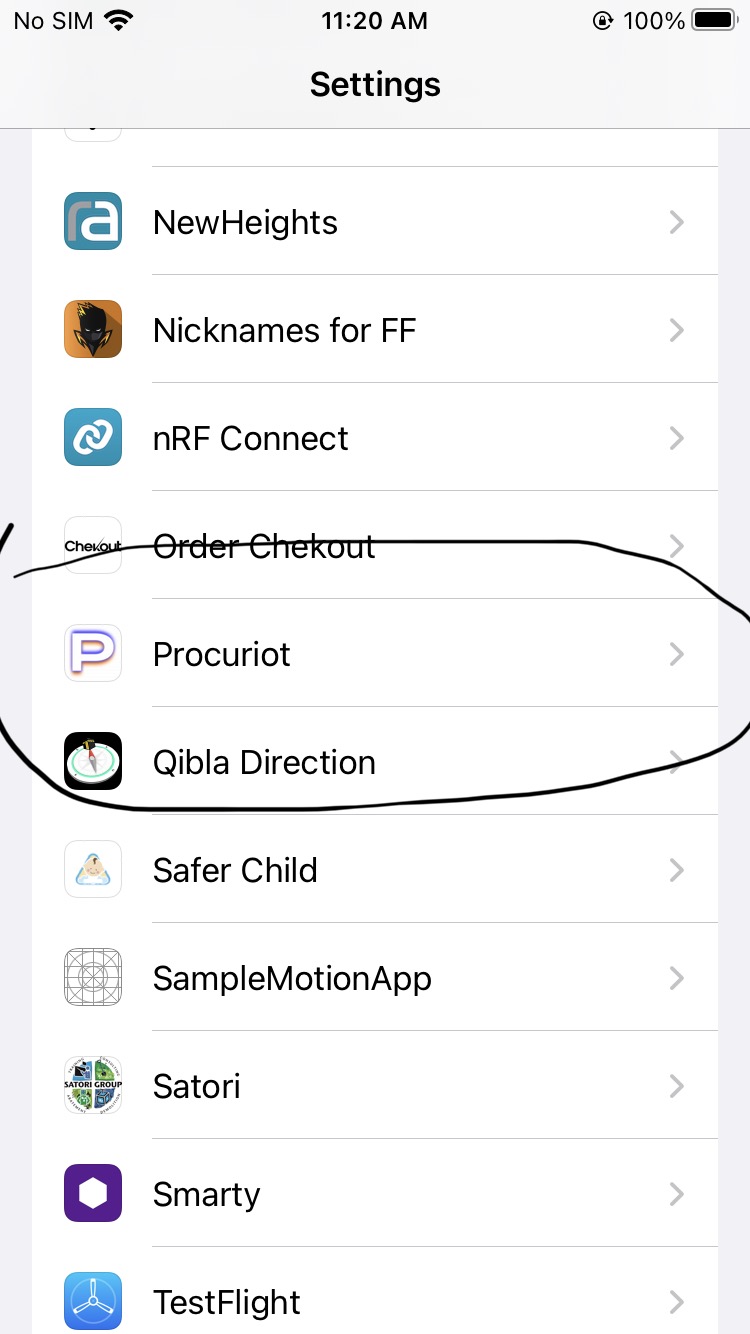 No SIM 11:20 AM 100%
Settings
NewHeights
Nicknames for FF
nRF Connect
Chekout Order Chekout
P Procuriot
Qibla Direction
Safer Child
SampleMotionApp
SATORI GROUP Satori
Smarty
TestFlight